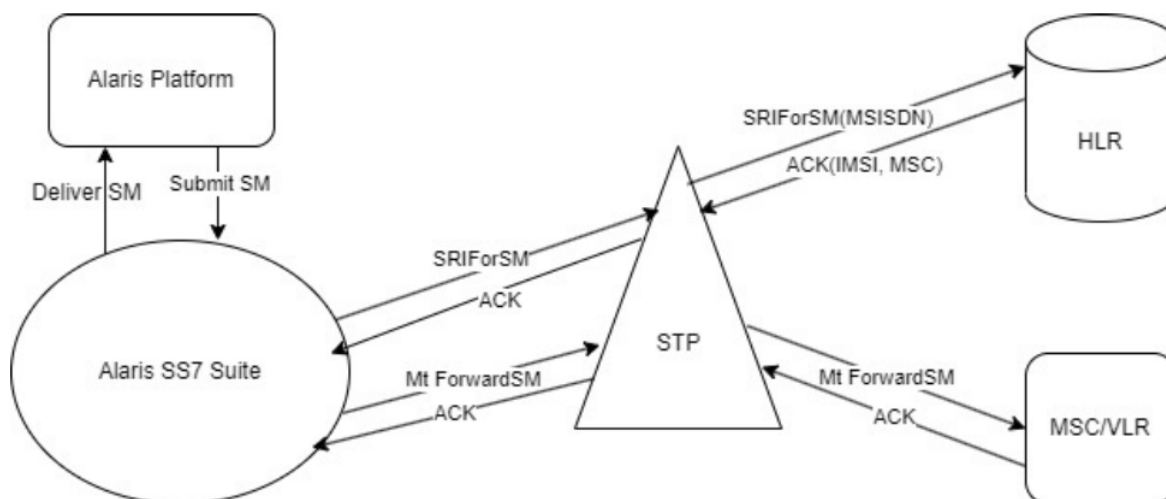 Alaris Platform
Deliver SM
Submit SM
Alaris SS7 Suite
SRIForSM
ACK
Mt ForwardSM
ACK
STP
SRIForSM(MSISDN)
ACK(IMSI, MSC)
HLR
Mt ForwardSM
ACK
MSC/VLR